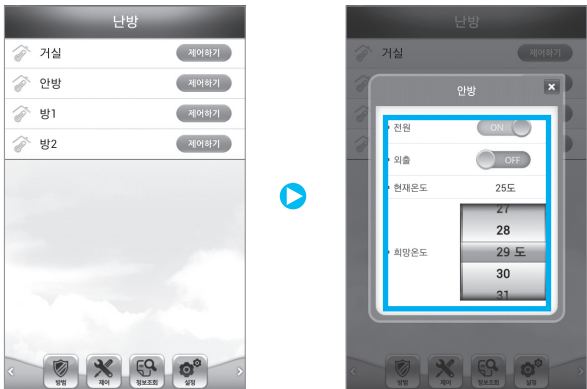 난방
거실 제어하기
안방 제어하기
방1 제어하기
방2 제어하기
방범 제어 정보조회 설정
난방
거실 제어하기
안방
전원 ON
외출 OFF
현재온도 25도
27
28
희망온도 29 도
30
31
방범 제어 정보조회 설정